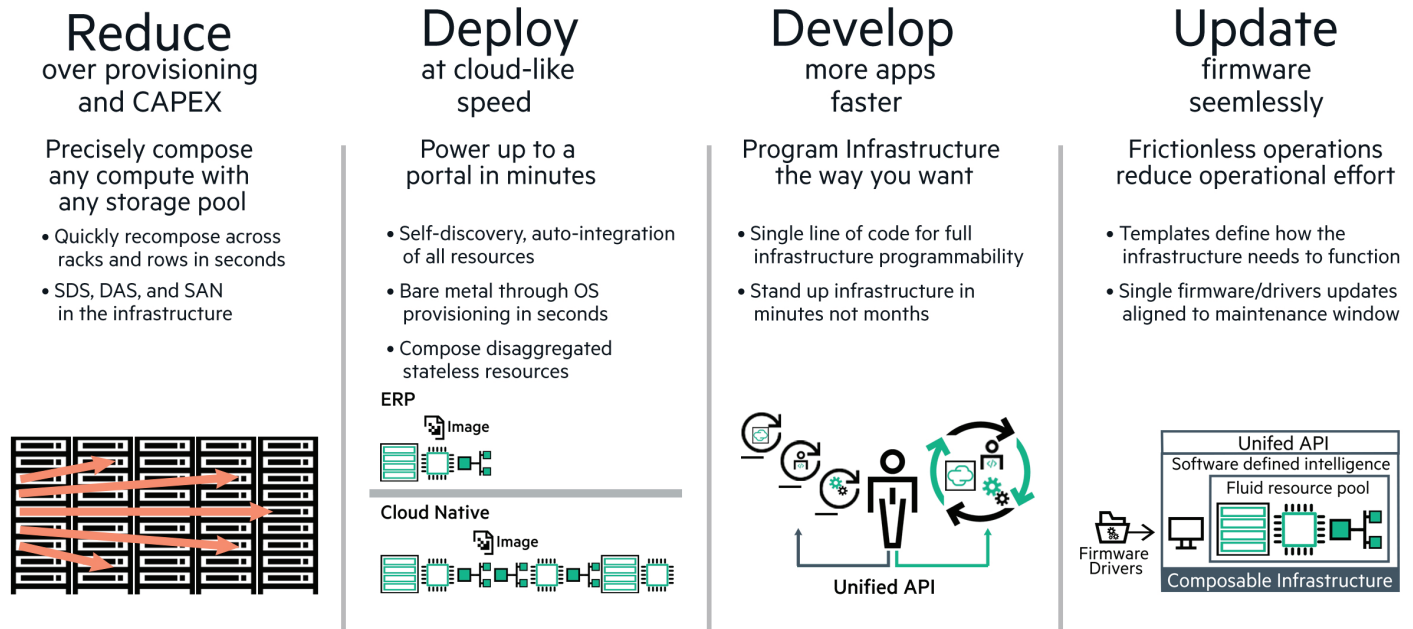 Reduce
over provisioning
and CAPEX
Precisely compose
any compute with
any storage pool
• Quickly recompose across
racks and rows in seconds
• SDS, DAS, and SAN
in the infrastructure
Deploy
at cloud-like
speed
Power up to a
portal in minutes
• Self-discovery, auto-integration
of all resources
• Bare metal through OS
provisioning in seconds
• Compose disaggregated
stateless resources
ERP
Image
Cloud Native
Image
Develop
more apps
faster
Program Infrastructure
the way you want
• Single line of code for full
infrastructure programmability
• Stand up infrastructure in
minutes not months
</>
Unified API
Update
firmware
seemlessly
Frictionless operations
reduce operational effort
• Templates define how the
infrastructure needs to function
• Single firmware/drivers updates
aligned to maintenance window
Unifed API
Software defined intelligence
Fluid resource pool
Firmware
Drivers
Composable Infrastructure